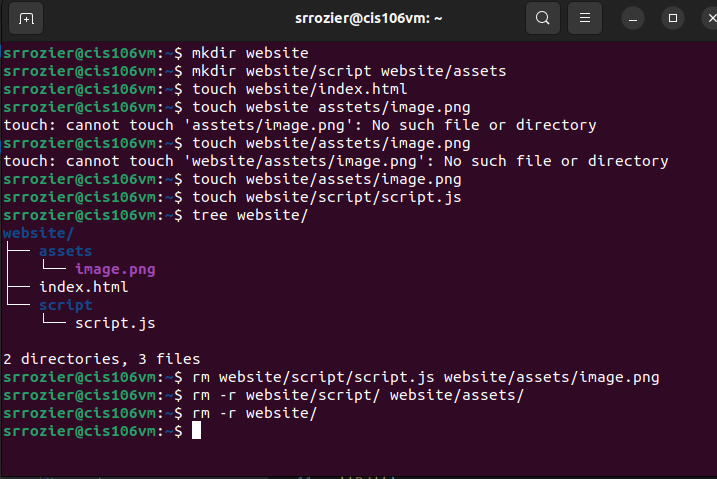 srrozier@cis106vm: ~
srrozier@cis106vm:~$ mkdir website
srrozier@cis106vm:~$ mkdir website/script website/assets
srrozier@cis106vm:~$ touch website/index.html
srrozier@cis106vm:~$ touch website asstets/image.png
touch: cannot touch 'asstets/image.png': No such file or directory
srrozier@cis106vm:~$ touch website/asstets/image.png
touch: cannot touch 'website/asstets/image.png': No such file or directory
srrozier@cis106vm:~$ touch website/assets/image.png
srrozier@cis106vm:~$ touch website/script/script.js
srrozier@cis106vm:~$ tree website/
website/
├── assets
│   └── image.png
├── index.html
└── script
    └── script.js
2 directories, 3 files
srrozier@cis106vm:~$ rm website/script/script.js website/assets/image.png
srrozier@cis106vm:~$ rm -r website/script/ website/assets/
srrozier@cis106vm:~$ rm -r website/
srrozier@cis106vm:~$